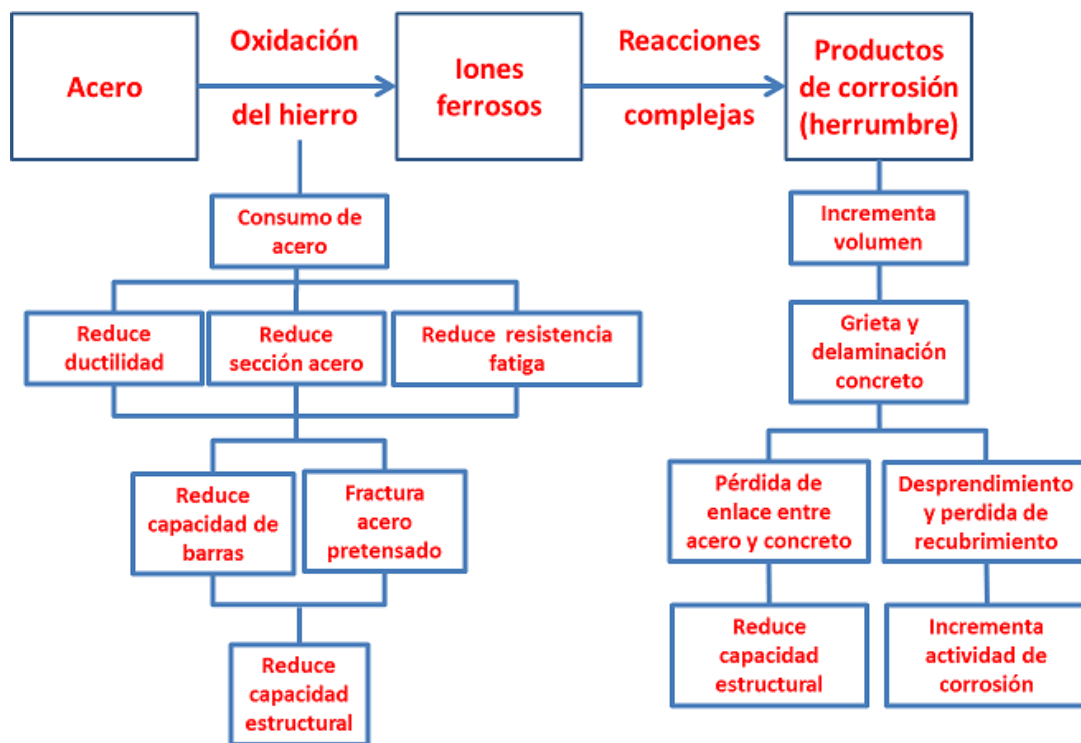 Acero
Oxidación
del hierro
Iones
ferrosos
Reacciones
complejas
Productos
de corrosión
(herrumbre)
Consumo de
acero
Reduce
ductilidad
Reduce
sección acero
Reduce resistencia
fatiga
Reduce
capacidad de
barras
Fractura
acero
pretensado
Reduce
capacidad
estructural
Incrementa
volumen
Grieta y
delaminación
concreto
Pérdida de
enlace entre
acero y concreto
Desprendimiento
y perdida de
recubrimiento
Reduce
capacidad
estructural
Incrementa
actividad de
corrosión